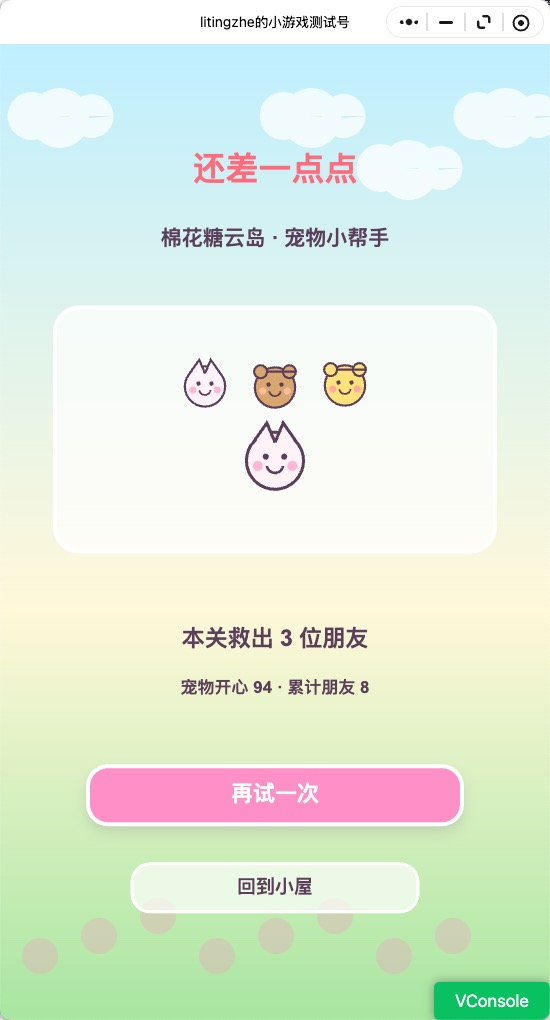 litingzhe的小游戏测试号
还差一点点
棉花糖云岛 · 宠物小帮手
本关救出 3 位朋友
宠物开心 94 · 累计朋友 8
再试一次
回到小屋
VConsole